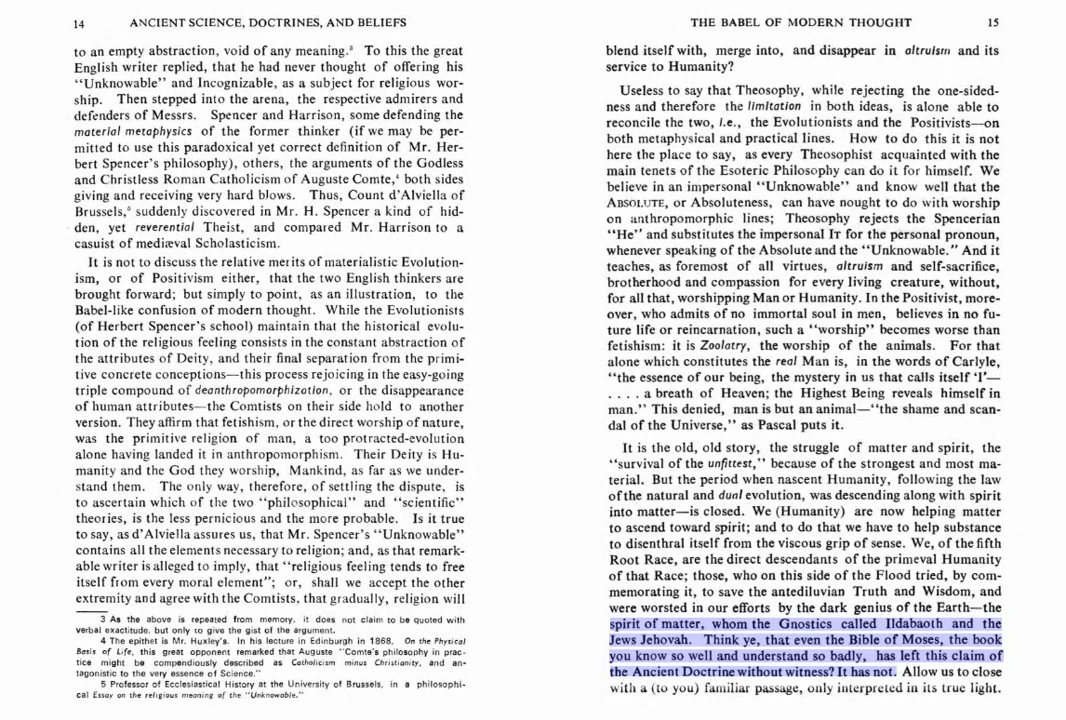 14 ANCIENT SCIENCE, DOCTRINES, AND BELIEFS
to an empty abstraction, void of any meaning.³ To this the great
English writer replied, that he had never thought of offering his
“Unknowable” and Incognizable, as a subject for religious wor-
ship. Then stepped into the arena, the respective admirers and
defenders of Messrs. Spencer and Harrison, some defending the
material metaphysics of the former thinker (if we may be per-
mitted to use this paradoxical yet correct definition of Mr. Her-
bert Spencer’s philosophy), others, the arguments of the Godless
and Christless Roman Catholicism of Auguste Comte,⁴ both sides
giving and receiving very hard blows. Thus, Count d’Alviella of
Brussels,⁵ suddenly discovered in Mr. H. Spencer a kind of hid-
den, yet reverential Theist, and compared Mr. Harrison to a
casuist of mediæval Scholasticism.
It is not to discuss the relative merits of materialistic Evolution-
ism, or of Positivism either, that the two English thinkers are
brought forward; but simply to point, as an illustration, to the
Babel-like confusion of modern thought. While the Evolutionists
(of Herbert Spencer’s school) maintain that the historical evolu-
tion of the religious feeling consists in the constant abstraction of
the attributes of Deity, and their final separation from the primi-
tive concrete conceptions—this process rejoicing in the easy-going
triple compound of deanthropomorphization, or the disappearance
of human attributes—the Comtists on their side hold to another
version. They affirm that fetishism, or the direct worship of nature,
was the primitive religion of man, a too protracted-evolution
alone having landed it in anthropomorphism. Their Deity is Hu-
manity and the God they worship, Mankind, as far as we under-
stand them. The only way, therefore, of settling the dispute, is
to ascertain which of the two “philosophical” and “scientific”
theories, is the less pernicious and the more probable. Is it true
to say, as d’Alviella assures us, that Mr. Spencer’s “Unknowable”
contains all the elements necessary to religion; and, as that remark-
able writer is alleged to imply, that “religious feeling tends to free
itself from every moral element”; or, shall we accept the other
extremity and agree with the Comtists, that gradually, religion will
3 As the above is repeated from memory, it does not claim to be quoted with
verbal exactitude, but only to give the gist of the argument.
4 The epithet is Mr. Huxley’s. In his lecture in Edinburgh in 1868, On the Physical
Basis of Life, this great opponent remarked that Auguste “Comte’s philosophy in prac-
tice might be compendiously described as Catholicism minus Christianity, and an-
tagonistic to the very essence of Science.”
5 Professor of Ecclesiastical History at the University of Brussels, in a philosophi-
cal Essay on the religious meaning of the “Unknowable.”
THE BABEL OF MODERN THOUGHT 15
blend itself with, merge into, and disappear in altruism and its
service to Humanity?
Useless to say that Theosophy, while rejecting the one-sided-
ness and therefore the limitation in both ideas, is alone able to
reconcile the two, i.e., the Evolutionists and the Positivists—on
both metaphysical and practical lines. How to do this it is not
here the place to say, as every Theosophist acquainted with the
main tenets of the Esoteric Philosophy can do it for himself. We
believe in an impersonal “Unknowable” and know well that the
ABSOLUTE, or Absoluteness, can have nought to do with worship
on anthropomorphic lines; Theosophy rejects the Spencerian
“He” and substitutes the impersonal IT for the personal pronoun,
whenever speaking of the Absolute and the “Unknowable.” And it
teaches, as foremost of all virtues, altruism and self-sacrifice,
brotherhood and compassion for every living creature, without,
for all that, worshipping Man or Humanity. In the Positivist, more-
over, who admits of no immortal soul in men, believes in no fu-
ture life or reincarnation, such a “worship” becomes worse than
fetishism: it is Zoolatry, the worship of the animals. For that
alone which constitutes the real Man is, in the words of Carlyle,
“the essence of our being, the mystery in us that calls itself ‘I’—
. . . . a breath of Heaven; the Highest Being reveals himself in
man.” This denied, man is but an animal—“the shame and scan-
dal of the Universe,” as Pascal puts it.
It is the old, old story, the struggle of matter and spirit, the
“survival of the unfittest,” because of the strongest and most ma-
terial. But the period when nascent Humanity, following the law
of the natural and dual evolution, was descending along with spirit
into matter—is closed. We (Humanity) are now helping matter
to ascend toward spirit; and to do that we have to help substance
to disenthral itself from the viscous grip of sense. We, of the fifth
Root Race, are the direct descendants of the primeval Humanity
of that Race; those, who on this side of the Flood tried, by com-
memorating it, to save the antediluvian Truth and Wisdom, and
were worsted in our efforts by the dark genius of the Earth—the
spirit of matter, whom the Gnostics called Ildabaoth and the
Jews Jehovah. Think ye, that even the Bible of Moses, the book
you know so well and understand so badly, has left this claim of
the Ancient Doctrine without witness? It has not. Allow us to close
with a (to you) familiar passage, only interpreted in its true light.